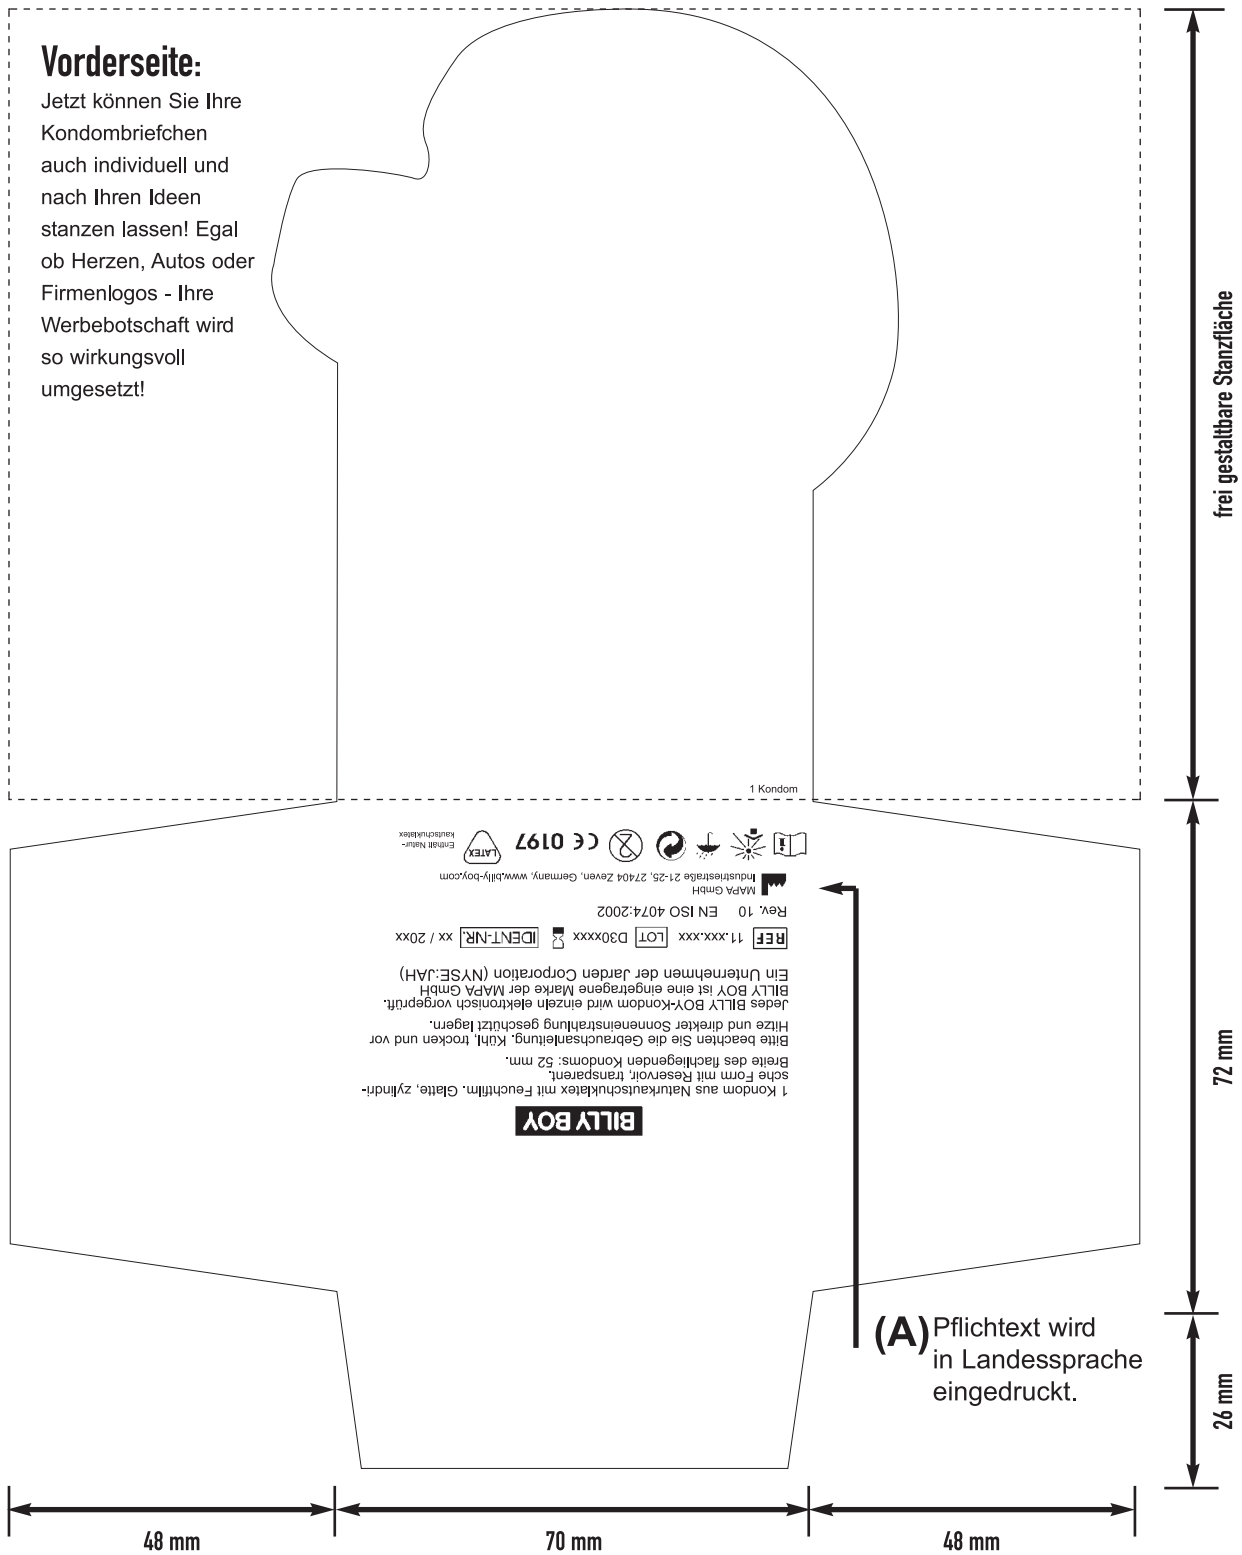 Vorderseite:
Jetzt können Sie Ihre
Kondombriefchen
auch individuell und
nach Ihren Ideen
stanzen lassen! Egal
ob Herzen, Autos oder
Firmenlogos - Ihre
Werbebotschaft wird
so wirkungsvoll
umgesetzt!
frei gestaltbare Stanzfläche
1 Kondom
BILLY BOY
1 Kondom aus Naturkautschuklatex mit Feuchtfilm. Glatte, zylindri-
sche Form mit Reservoir, transparent.
Breite des flachliegenden Kondoms: 52 mm.
Bitte beachten Sie die Gebrauchsanleitung. Kühl, trocken und vor
Hitze und direkter Sonneneinstrahlung geschützt lagern.
Jedes BILLY BOY-Kondom wird einzeln elektronisch vorgeprüft.
BILLY BOY ist eine eingetragene Marke der MAPA GmbH
Ein Unternehmen der Jarden Corporation (NYSE:JAH)
REF 11.xxx.xxx LOT D30xxxx IDENT-NR. xx / 20xx
Rev. 10 EN ISO 4074:2002
MAPA GmbH
Industriestraße 21-25, 27404 Zeven, Germany, www.billy-boy.com
i 2 CE 0197 LATEX Enthält Natur-
kautschuklatex
72 mm
(A) Pflichtext wird
in Landessprache
eingedruckt.
26 mm
48 mm 70 mm 48 mm